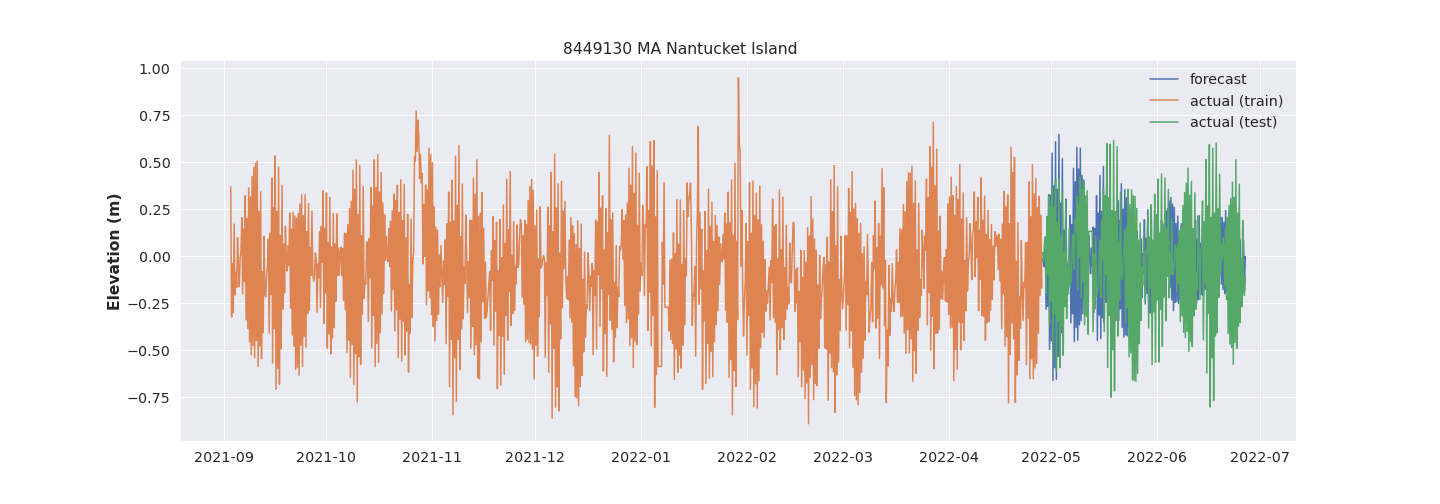 8449130 MA Nantucket Island
1.00
0.75
0.50
0.25
0.00
−0.25
−0.50
−0.75
Elevation (m)
forecast
actual (train)
actual (test)
2021-09 2021-10 2021-11 2021-12 2022-01 2022-02 2022-03 2022-04 2022-05 2022-06 2022-07